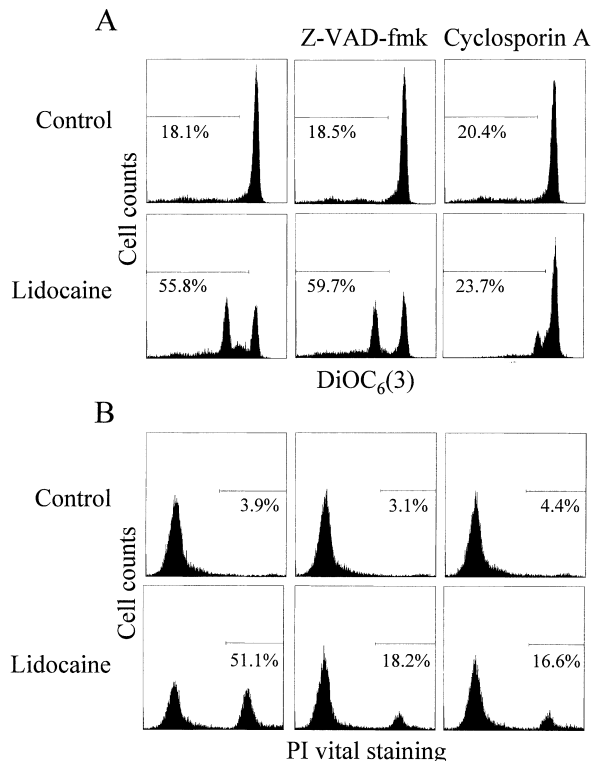 A
Z-VAD-fmk Cyclosporin A
Control
18.1% 18.5% 20.4%
Cell counts
Lidocaine
55.8% 59.7% 23.7%
DiOC6(3)
B
Control
3.9% 3.1% 4.4%
Cell counts
Lidocaine
51.1% 18.2% 16.6%
PI vital staining